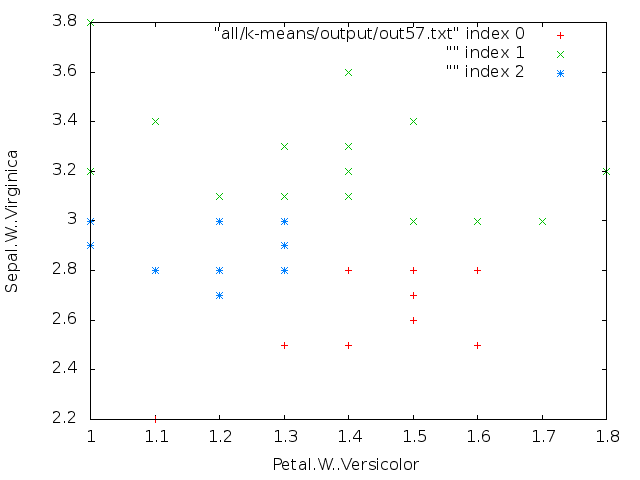 "all/k-means/output/out57.txt" index 0
"" index 1
"" index 2
3.8
3.6
3.4
3.2
3
2.8
2.6
2.4
2.2
Sepal.W..Virginica
1 1.1 1.2 1.3 1.4 1.5 1.6 1.7 1.8
Petal.W..Versicolor